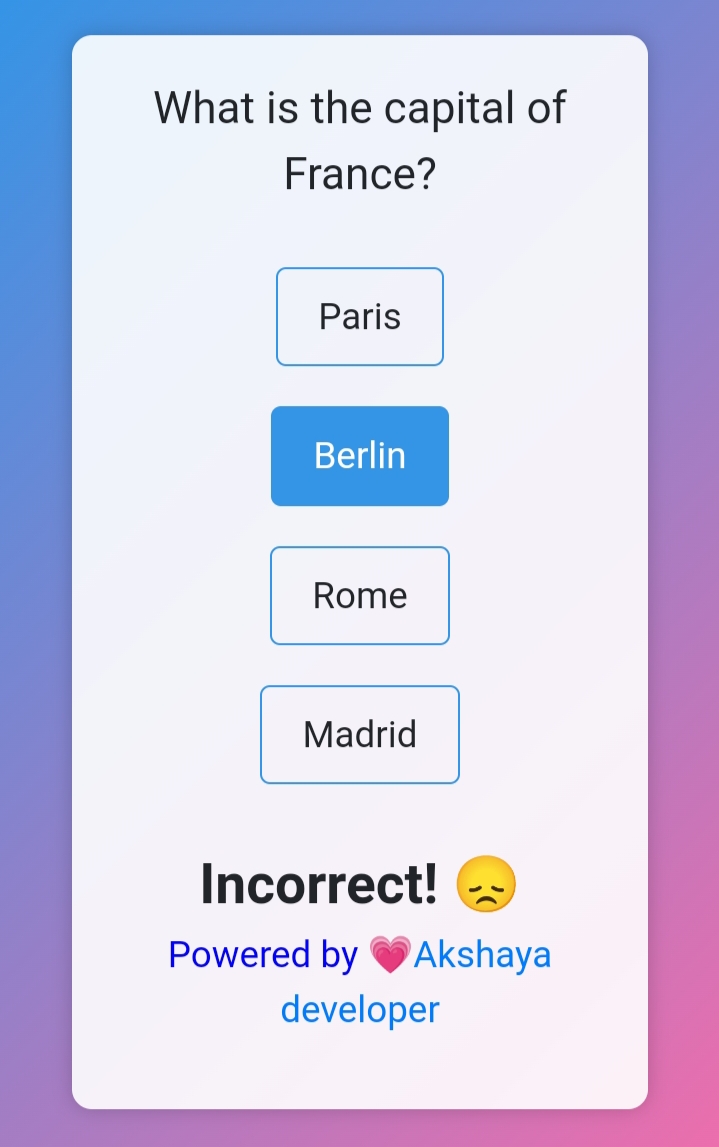 What is the capital of
France?
Paris
Berlin
Rome
Madrid
Incorrect! 😞
Powered by 💗Akshaya
developer